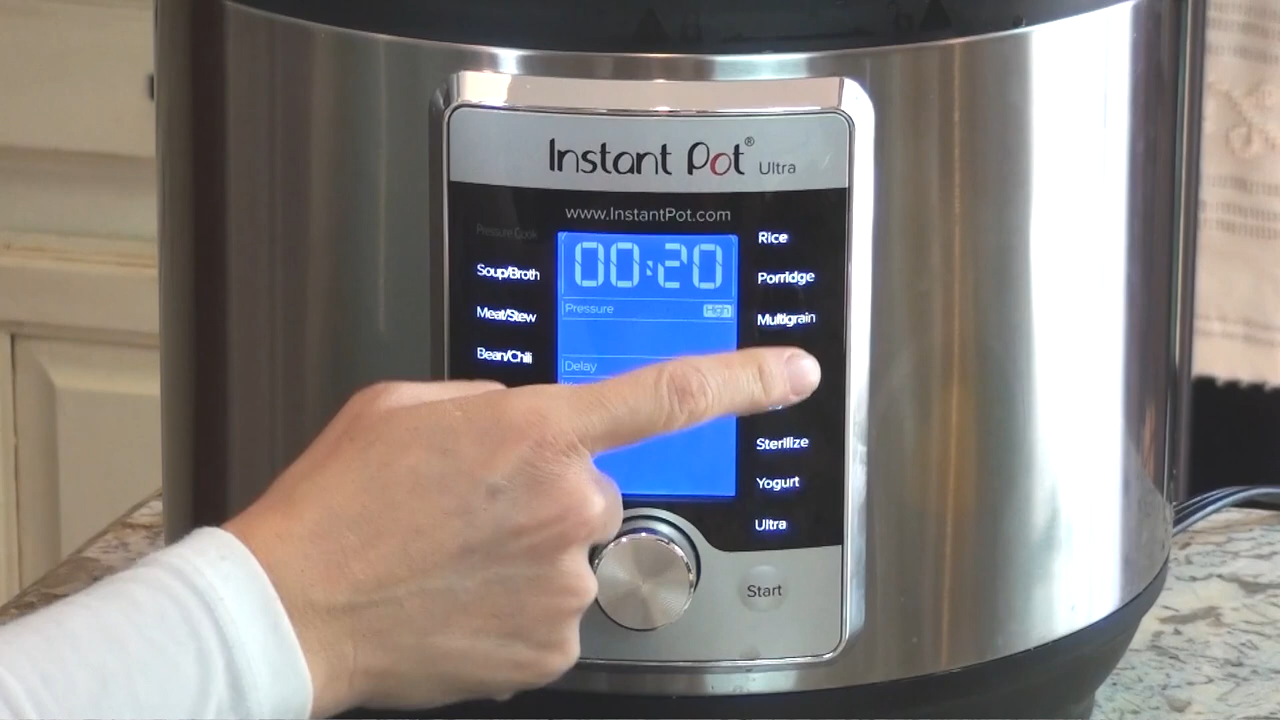 Instant Pot® Ultra
www.InstantPot.com
Pressure Cook
Soup/Broth
Meat/Stew
Bean/Chili
00:20
Pressure High
Delay
Rice
Porridge
Multigrain
Sterilize
Yogurt
Ultra
Start